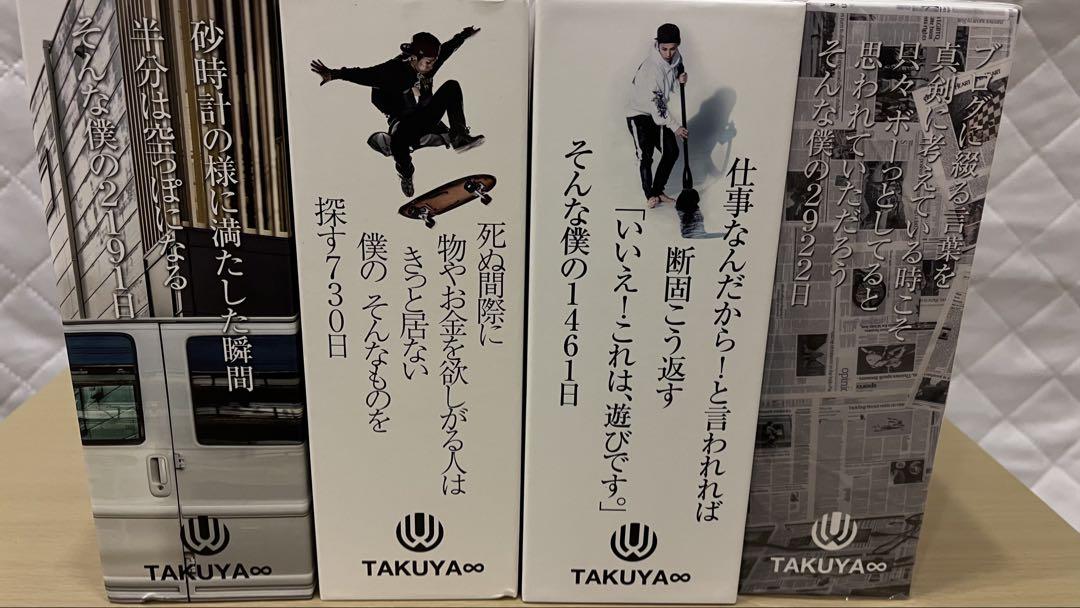 砂時計の様に満たした瞬間
半分は空っぽになる
そんな僕の2191日
TAKUYA∞
死ぬ間際に
物やお金を欲しがる人は
きっと居ない
僕の そんなものを
探す730日
TAKUYA∞
仕事なんだから！と言われれば
断固こう返す
「いいえ！これは、遊びです。」
そんな僕の1461日
TAKUYA∞
ブログに綴る言葉を
真剣に考えている時こそ
只々ボーっとしてると
思われていただろう
そんな僕の2922日
TAKUYA∞